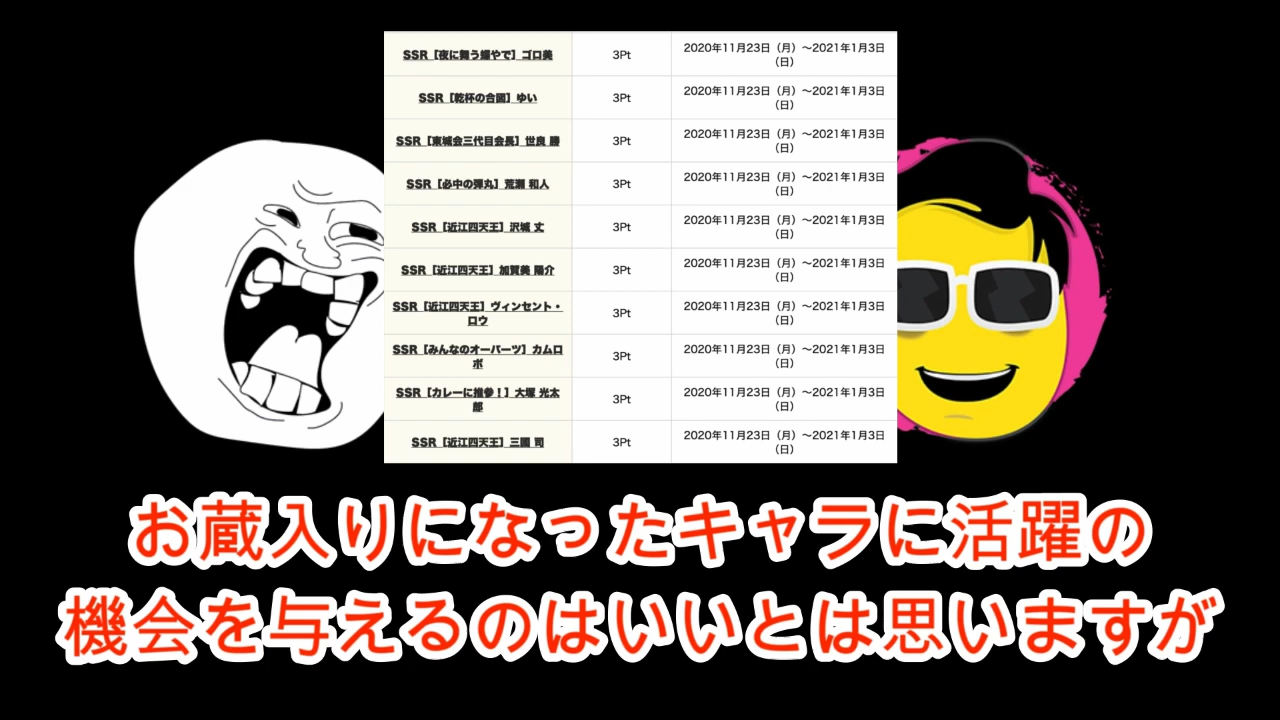 SSR［夜に舞う蝶やで］ゴロ美 3Pt 2020年11月23日（月）～2021年1月3日
（日）
SSR［乾杯の合図］ゆい 3Pt 2020年11月23日（月）～2021年1月3日
（日）
SSR［東城会三代目会長］世良 勝 3Pt 2020年11月23日（月）～2021年1月3日
（日）
SSR［必中の弾丸］荒瀬 和人 3Pt 2020年11月23日（月）～2021年1月3日
（日）
SSR［近江四天王］沢城 丈 3Pt 2020年11月23日（月）～2021年1月3日
（日）
SSR［近江四天王］加賀美 陽介 3Pt 2020年11月23日（月）～2021年1月3日
（日）
SSR［近江四天王］ヴィンセント・
ロウ 3Pt 2020年11月23日（月）～2021年1月3日
（日）
SSR［みんなのオーパーツ］カムロ
ポ 3Pt 2020年11月23日（月）～2021年1月3日
（日）
SSR［カレーに推参！］大塚 光太
郎 3Pt 2020年11月23日（月）～2021年1月3日
（日）
SSR［近江四天王］三國 司 3Pt 2020年11月23日（月）～2021年1月3日
（日）
お蔵入りになったキャラに活躍の
機会を与えるのはいいとは思いますが